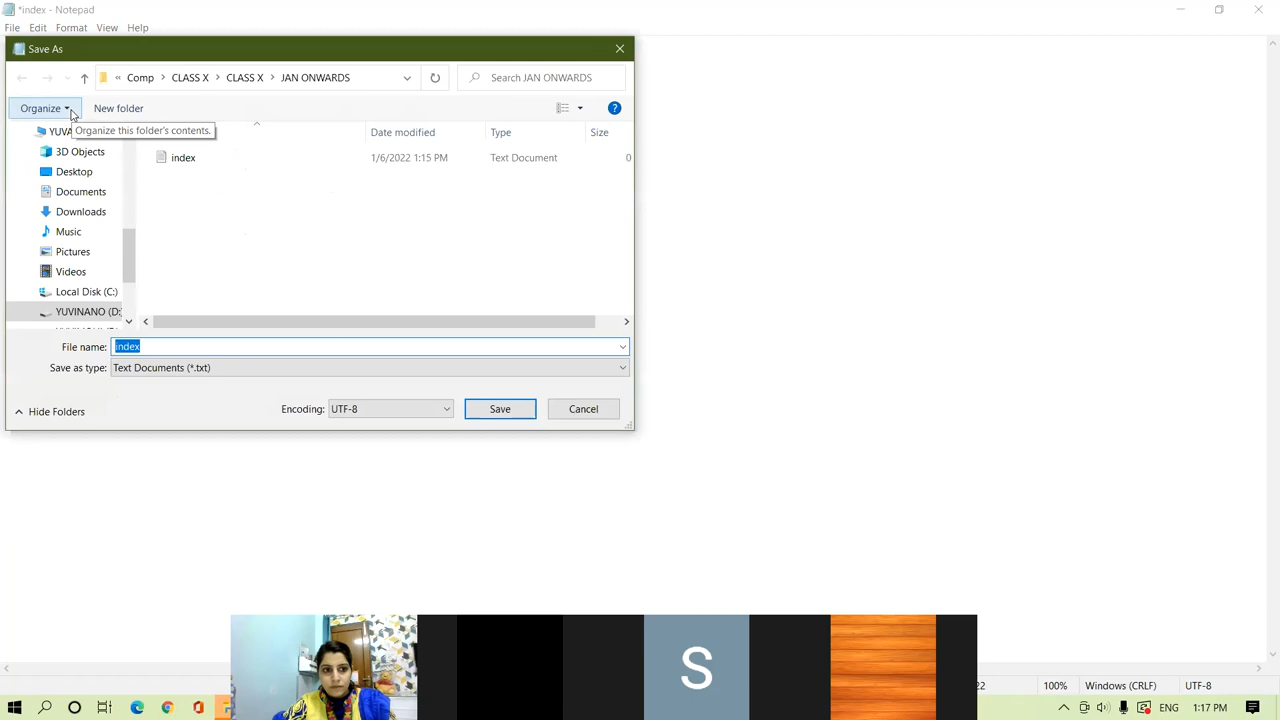 *index - Notepad
File Edit Format View Help
Save As
« Comp CLASS X CLASS X JAN ONWARDS
Search JAN ONWARDS
Organize New folder
Organize this folder's contents.
Date modified Type Size
index 1/6/2022 1:15 PM Text Document 0
3D Objects
Desktop
Documents
Downloads
Music
Pictures
Videos
Local Disk (C:)
YUVINANO (D:
File name: index
Save as type: Text Documents (*.txt)
Hide Folders
Encoding: UTF-8
Save Cancel
S
22 100% Windows (CRLF) UTF-8
ENG 1:17 PM